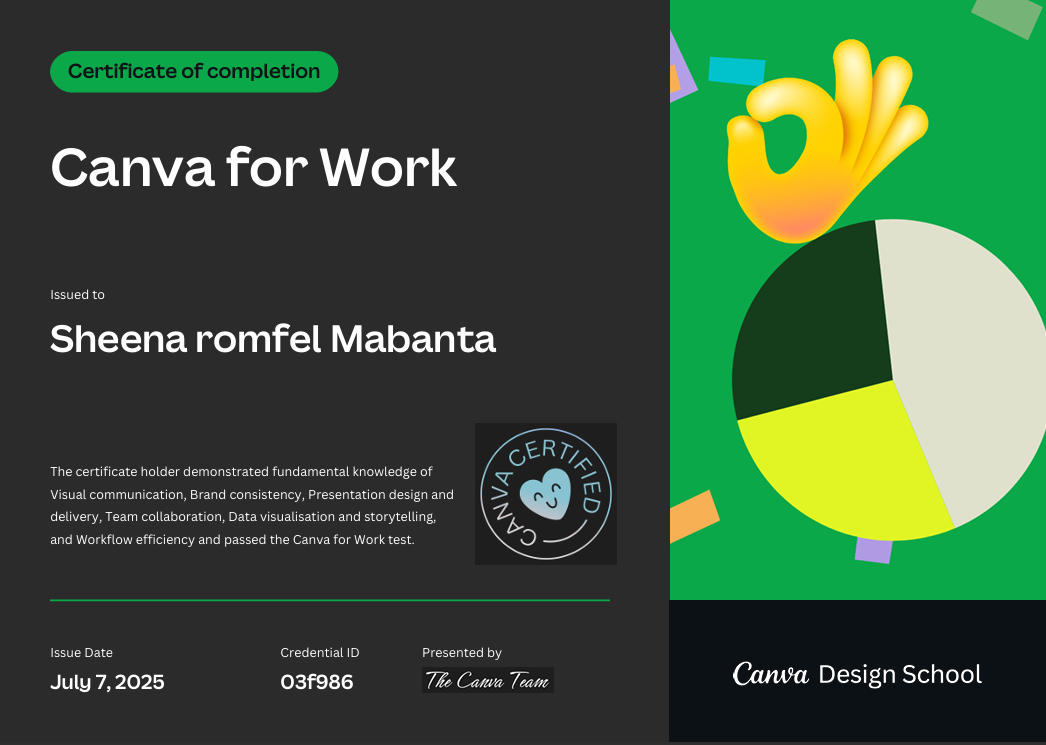 Certificate of completion
Canva for Work
Issued to
Sheena romfel Mabanta
The certificate holder demonstrated fundamental knowledge of
Visual communication, Brand consistency, Presentation design and
delivery, Team collaboration, Data visualisation and storytelling,
and Workflow efficiency and passed the Canva for Work test.
CANVA CERTIFIED
Issue Date
July 7, 2025
Credential ID
03f986
Presented by
The Canva Team
Canva Design School